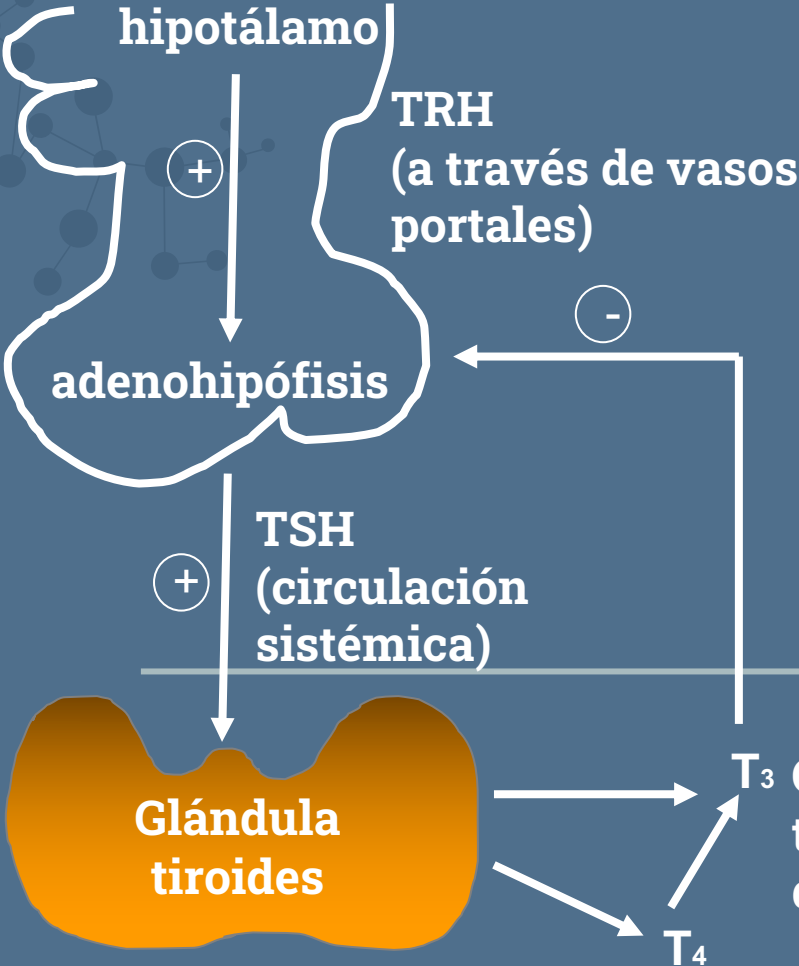 hipotálamo
TRH
(a través de vasos
portales)
+
-
adenohipófisis
TSH
(circulación
sistémica)
+
Glándula
tiroides
T₃
T₄